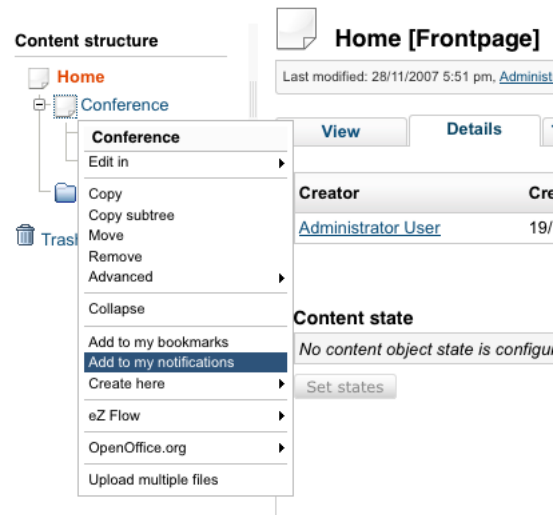 Content structure
Home
Conference
Trash
Conference
Edit in
Copy
Copy subtree
Move
Remove
Advanced
Collapse
Add to my bookmarks
Add to my notifications
Create here
eZ Flow
OpenOffice.org
Upload multiple files
Home [Frontpage]
Last modified: 28/11/2007 5:51 pm, Administ
View Details
Creator Cre
Administrator User 19/
Content state
No content object state is configu
Set states